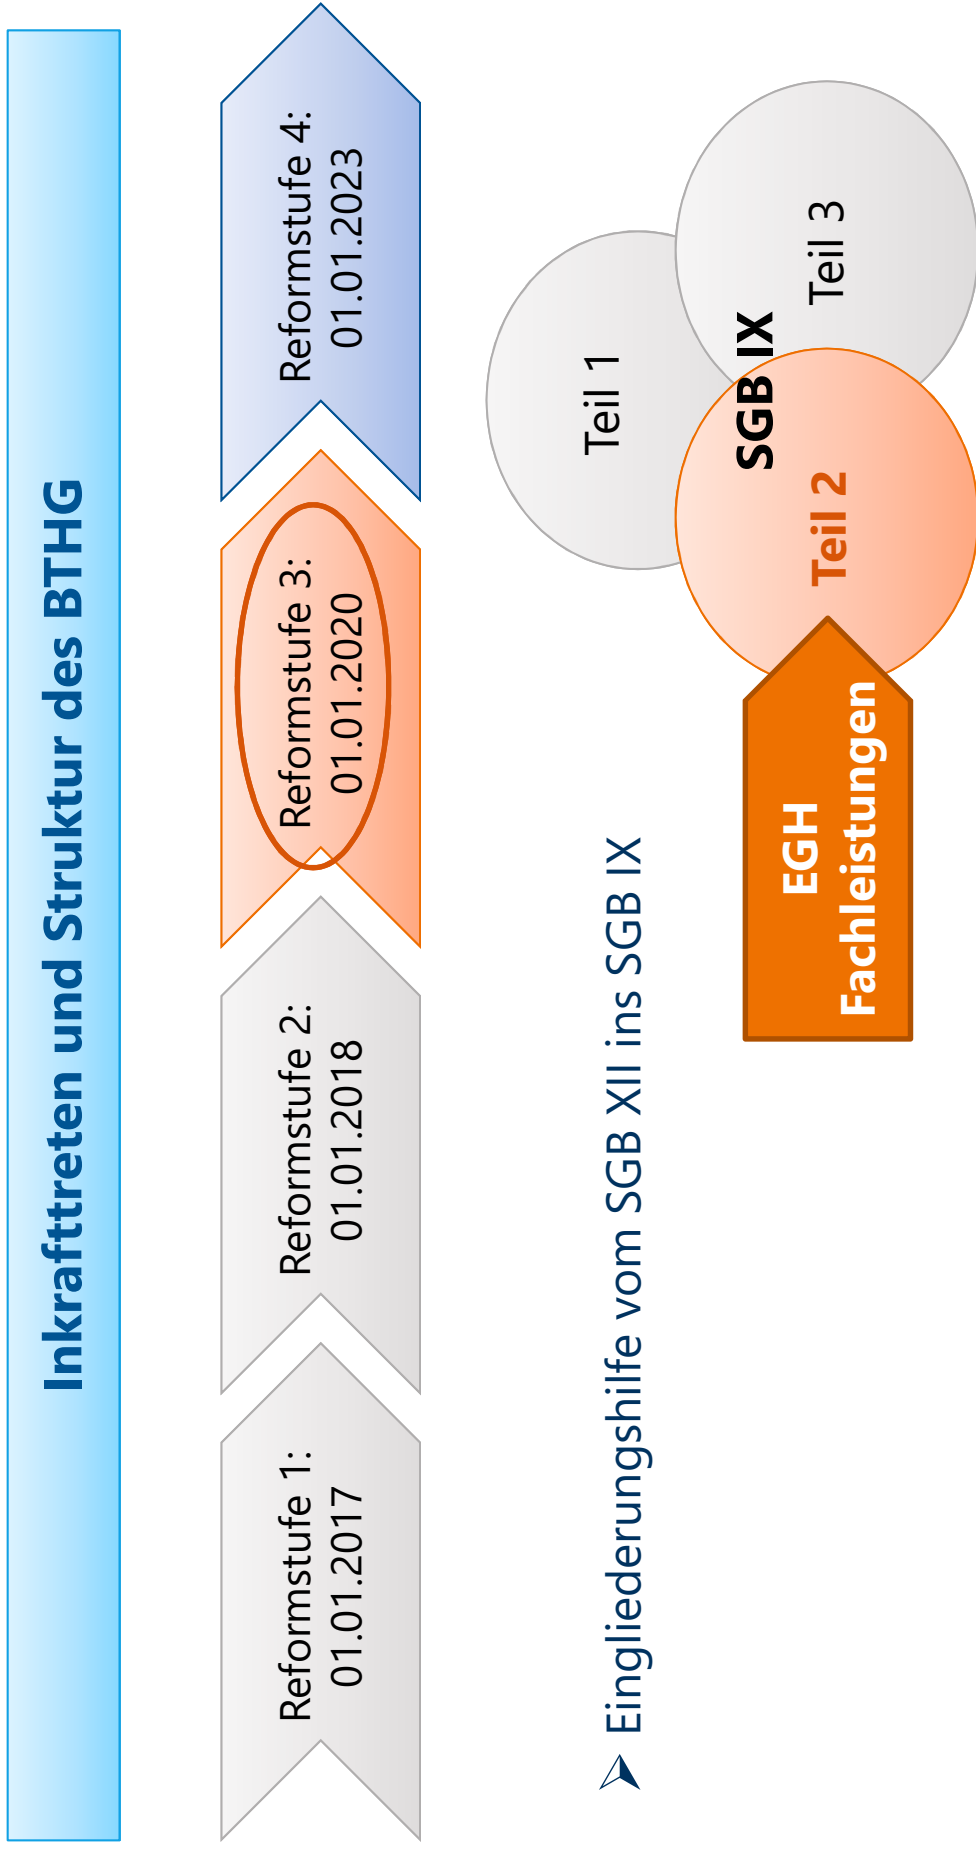 Inkrafttreten und Struktur des BTHG
Reformstufe 1:
01.01.2017
Reformstufe 2:
01.01.2018
Reformstufe 3:
01.01.2020
Reformstufe 4:
01.01.2023
Eingliederungshilfe vom SGB XII ins SGB IX
Teil 1
SGB IX
EGH
Fachleistungen
Teil 2
Teil 3